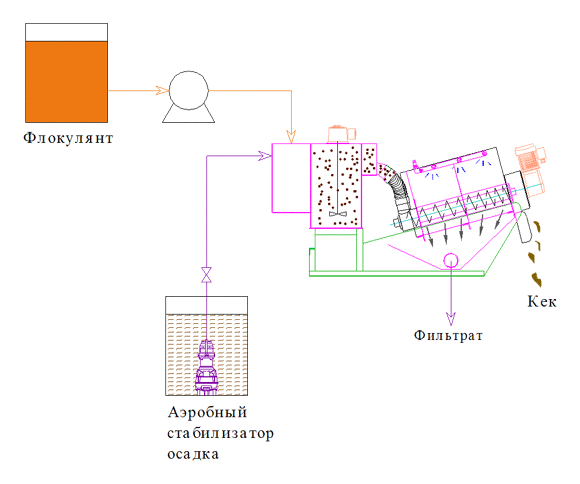 Флокулянт
Кек
Фильтрат
Аэробный
стабилизатор
осадка